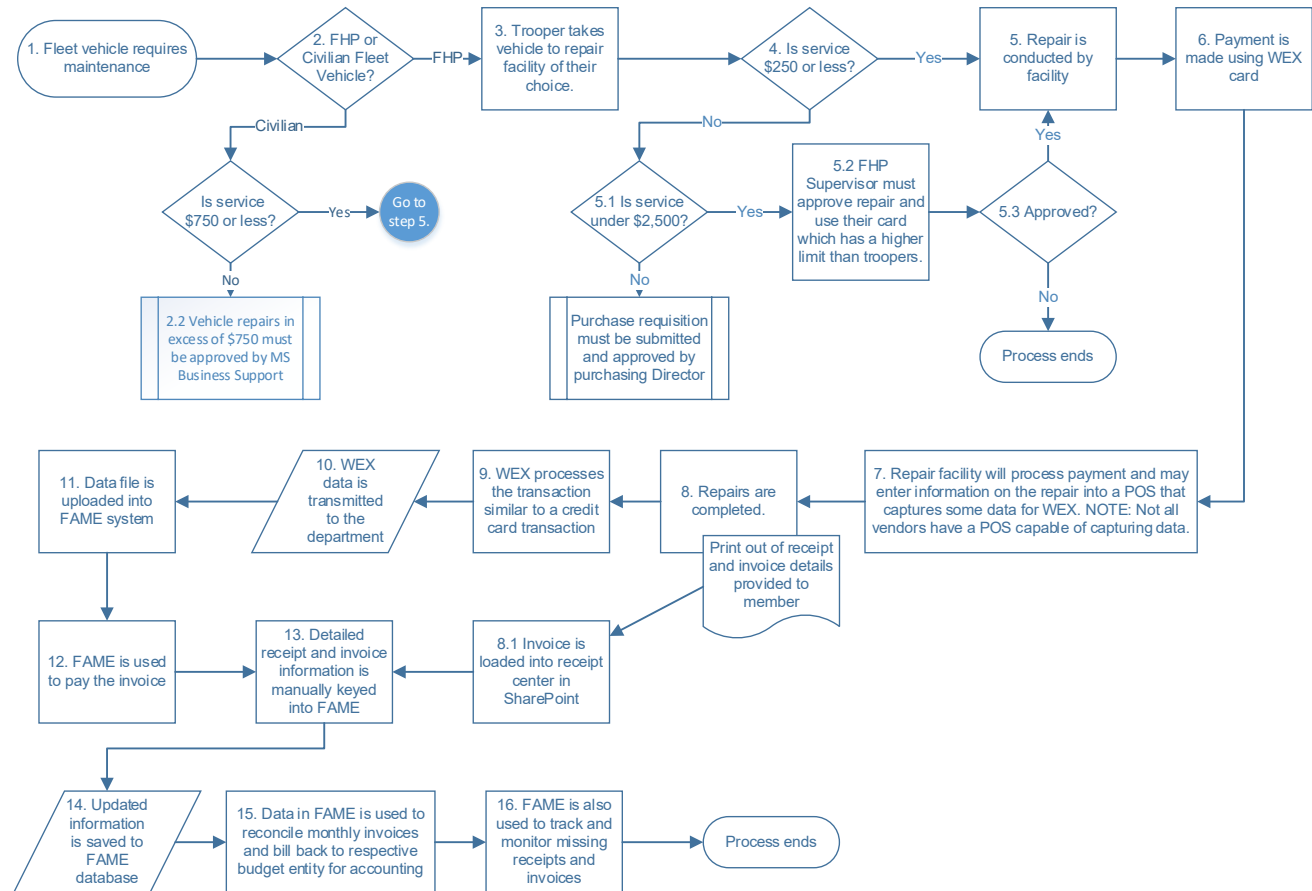 1. Fleet vehicle requires
maintenance
2. FHP or
Civilian Fleet
Vehicle?
FHP
3. Trooper takes
vehicle to repair
facility of their
choice.
4. Is service
$250 or less?
Yes
5. Repair is
conducted by
facility
6. Payment is
made using WEX
card
Civilian
No
Yes
Is service
$750 or less?
Yes
Go to
step 5.
5.1 Is service
under $2,500?
Yes
5.2 FHP
Supervisor must
approve repair and
use their card
which has a higher
limit than troopers.
5.3 Approved?
No
No
No
2.2 Vehicle repairs in
excess of $750 must
be approved by MS
Business Support
Purchase requisition
must be submitted
and approved by
purchasing Director
Process ends
11. Data file is
uploaded into
FAME system
10. WEX
data is
transmitted
to the
department
9. WEX processes
the transaction
similar to a credit
card transaction
8. Repairs are
completed.
7. Repair facility will process payment and may
enter information on the repair into a POS that
captures some data for WEX. NOTE: Not all
vendors have a POS capable of capturing data.
Print out of receipt
and invoice details
provided to
member
12. FAME is used
to pay the invoice
13. Detailed
receipt and invoice
information is
manually keyed
into FAME
8.1 Invoice is
loaded into receipt
center in
SharePoint
14. Updated
information
is saved to
FAME
database
15. Data in FAME is used to
reconcile monthly invoices
and bill back to respective
budget entity for accounting
16. FAME is also
used to track and
monitor missing
receipts and
invoices
Process ends